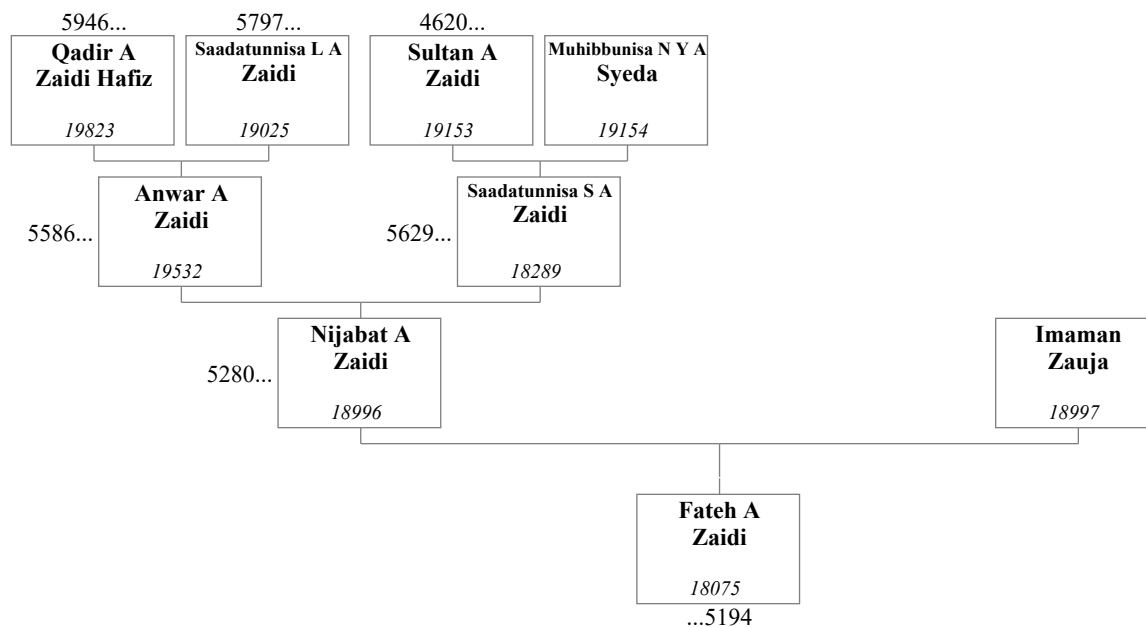 5946...
5797...
4620...
Qadir A
Zaidi Hafiz
19823
Saadatunnisa L A
Zaidi
19025
Sultan A
Zaidi
19153
Muhibbunisa N Y A
Syeda
19154
5586...
Anwar A
Zaidi
19532
5629...
Saadatunnisa S A
Zaidi
18289
5280...
Nijabat A
Zaidi
18996
Imaman
Zauja
18997
Fateh A
Zaidi
18075
...5194